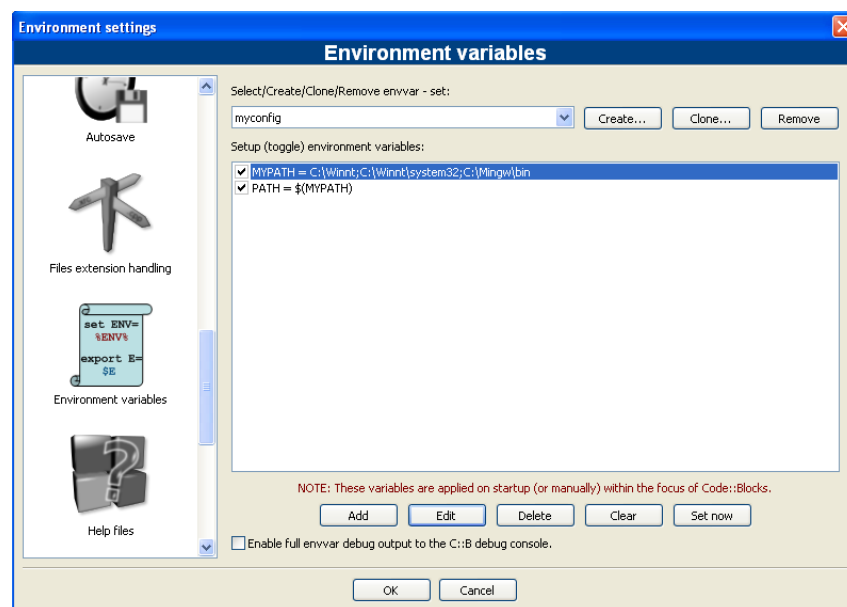 Environment settings
Environment variables
Autosave
Files extension handling
set ENV=
%ENV%
export E=
$E
Environment variables
Help files
Select/Create/Clone/Remove envvar - set:
myconfig
Create...
Clone...
Remove
Setup (toggle) environment variables:
MYPATH = C:\Winnt;C:\Winnt\system32;C:\Mingw\bin
PATH = $(MYPATH)
NOTE: These variables are applied on startup (or manually) within the focus of Code::Blocks.
Add
Edit
Delete
Clear
Set now
Enable full envvar debug output to the C::B debug console.
OK
Cancel